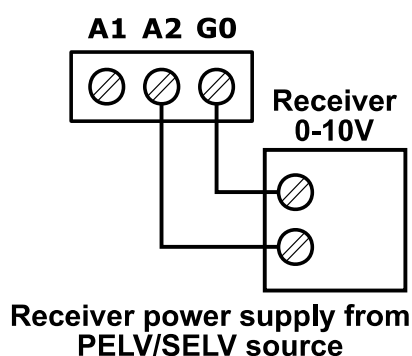 A1 A2 G0
Receiver
0-10V
Receiver power supply from
PELV/SELV source